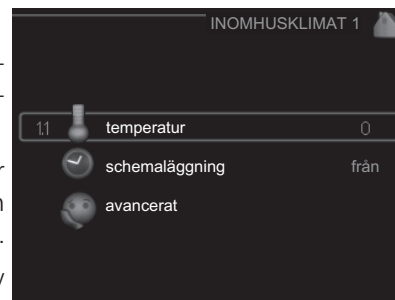 INOMHUSKLIMAT 1
1.1 temperatur 0
schemaläggning från
avancerat